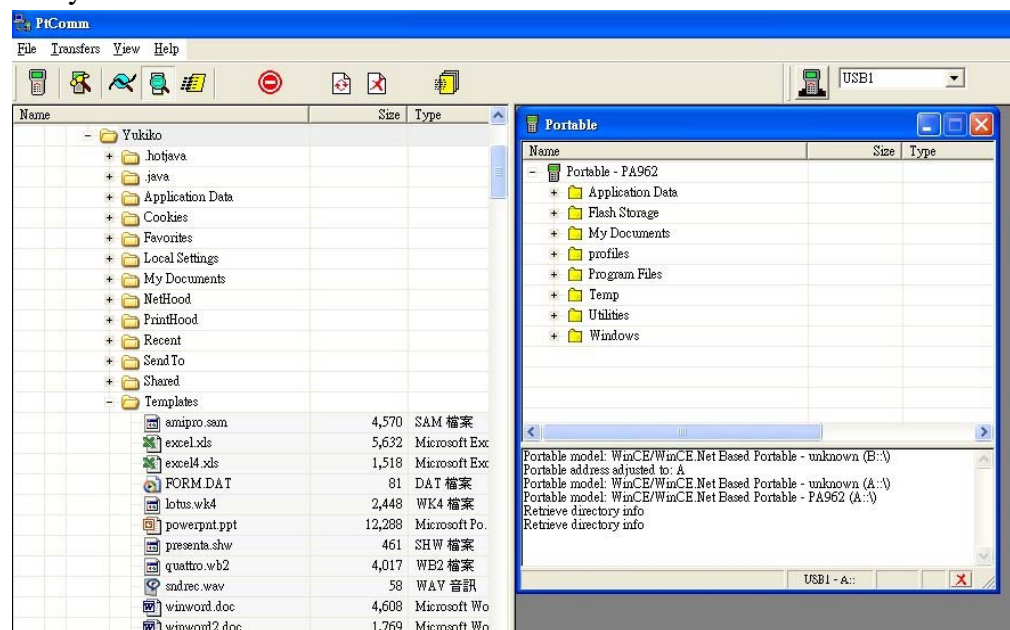 PtComm
File Transfers View Help
USB1
Name Size Type
Yukiko
.hotjava
.java
Application Data
Cookies
Favorites
Local Settings
My Documents
NetHood
PrintHood
Recent
SendTo
Shared
Templates
amipro.sam 4,570 SAM 檔案
excel.xls 5,632 Microsoft Exc
excel4.xls 1,518 Microsoft Exc
FORM.DAT 81 DAT 檔案
lotus.wk4 2,448 WK4 檔案
powerpnt.ppt 12,288 Microsoft Po.
presenta.shw 461 SHW 檔案
quattro.wb2 4,017 WB2 檔案
sndrec.wav 58 WAV 音訊
winword.doc 4,608 Microsoft Wo
winword2.doc 1,769 Microsoft Wo
Portable
Name Size Type
Portable - PA962
Application Data
Flash Storage
My Documents
profiles
Program Files
Temp
Utilities
Windows
Portable model: WinCE/WinCE.Net Based Portable - unknown (B::\)
Portable address adjusted to: A
Portable model: WinCE/WinCE.Net Based Portable - unknown (A::\)
Portable model: WinCE/WinCE.Net Based Portable - PA962 (A::\)
Retrieve directory info
Retrieve directory info
USB1 - A::